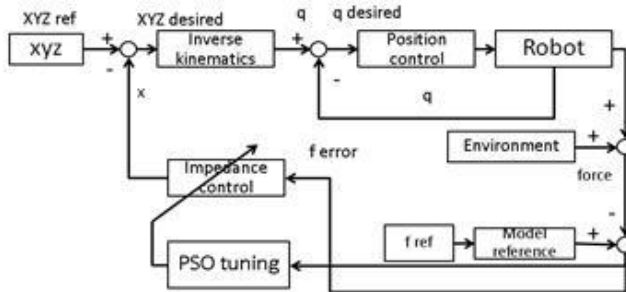 XYZ ref
XYZ desired
q
q desired
xyz
+
-
Inverse
kinematics
+
-
Position
control
Robot
x
q
+
Environment
+
force
f error
Impedance
control
-
f ref
Model
reference
+
PSO tuning